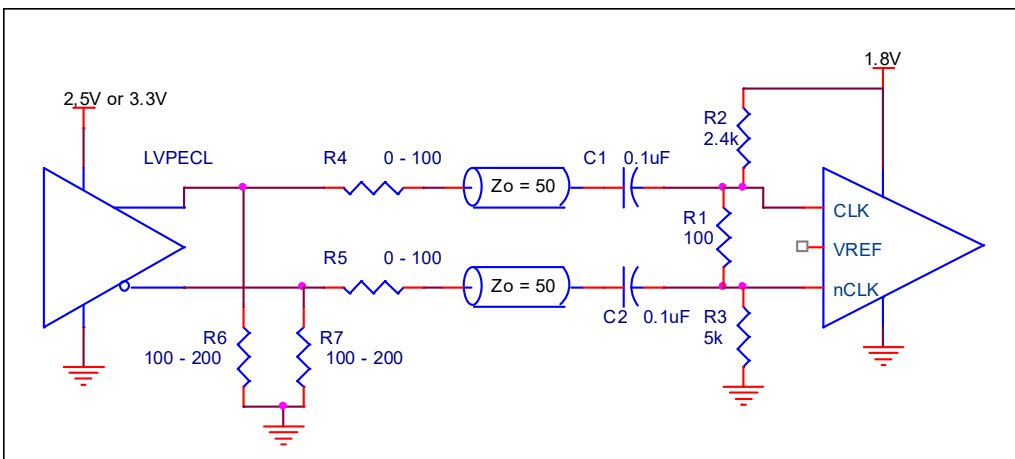 1.8V
2.5V or 3.3V
LVPECL
R4 0 - 100
Zo = 50
C1 0.1uF
R2
2.4k
R1
100
CLK
VREF
nCLK
R5 0 - 100
Zo = 50
C2 0.1uF
R3
5k
R6
100 - 200
R7
100 - 200